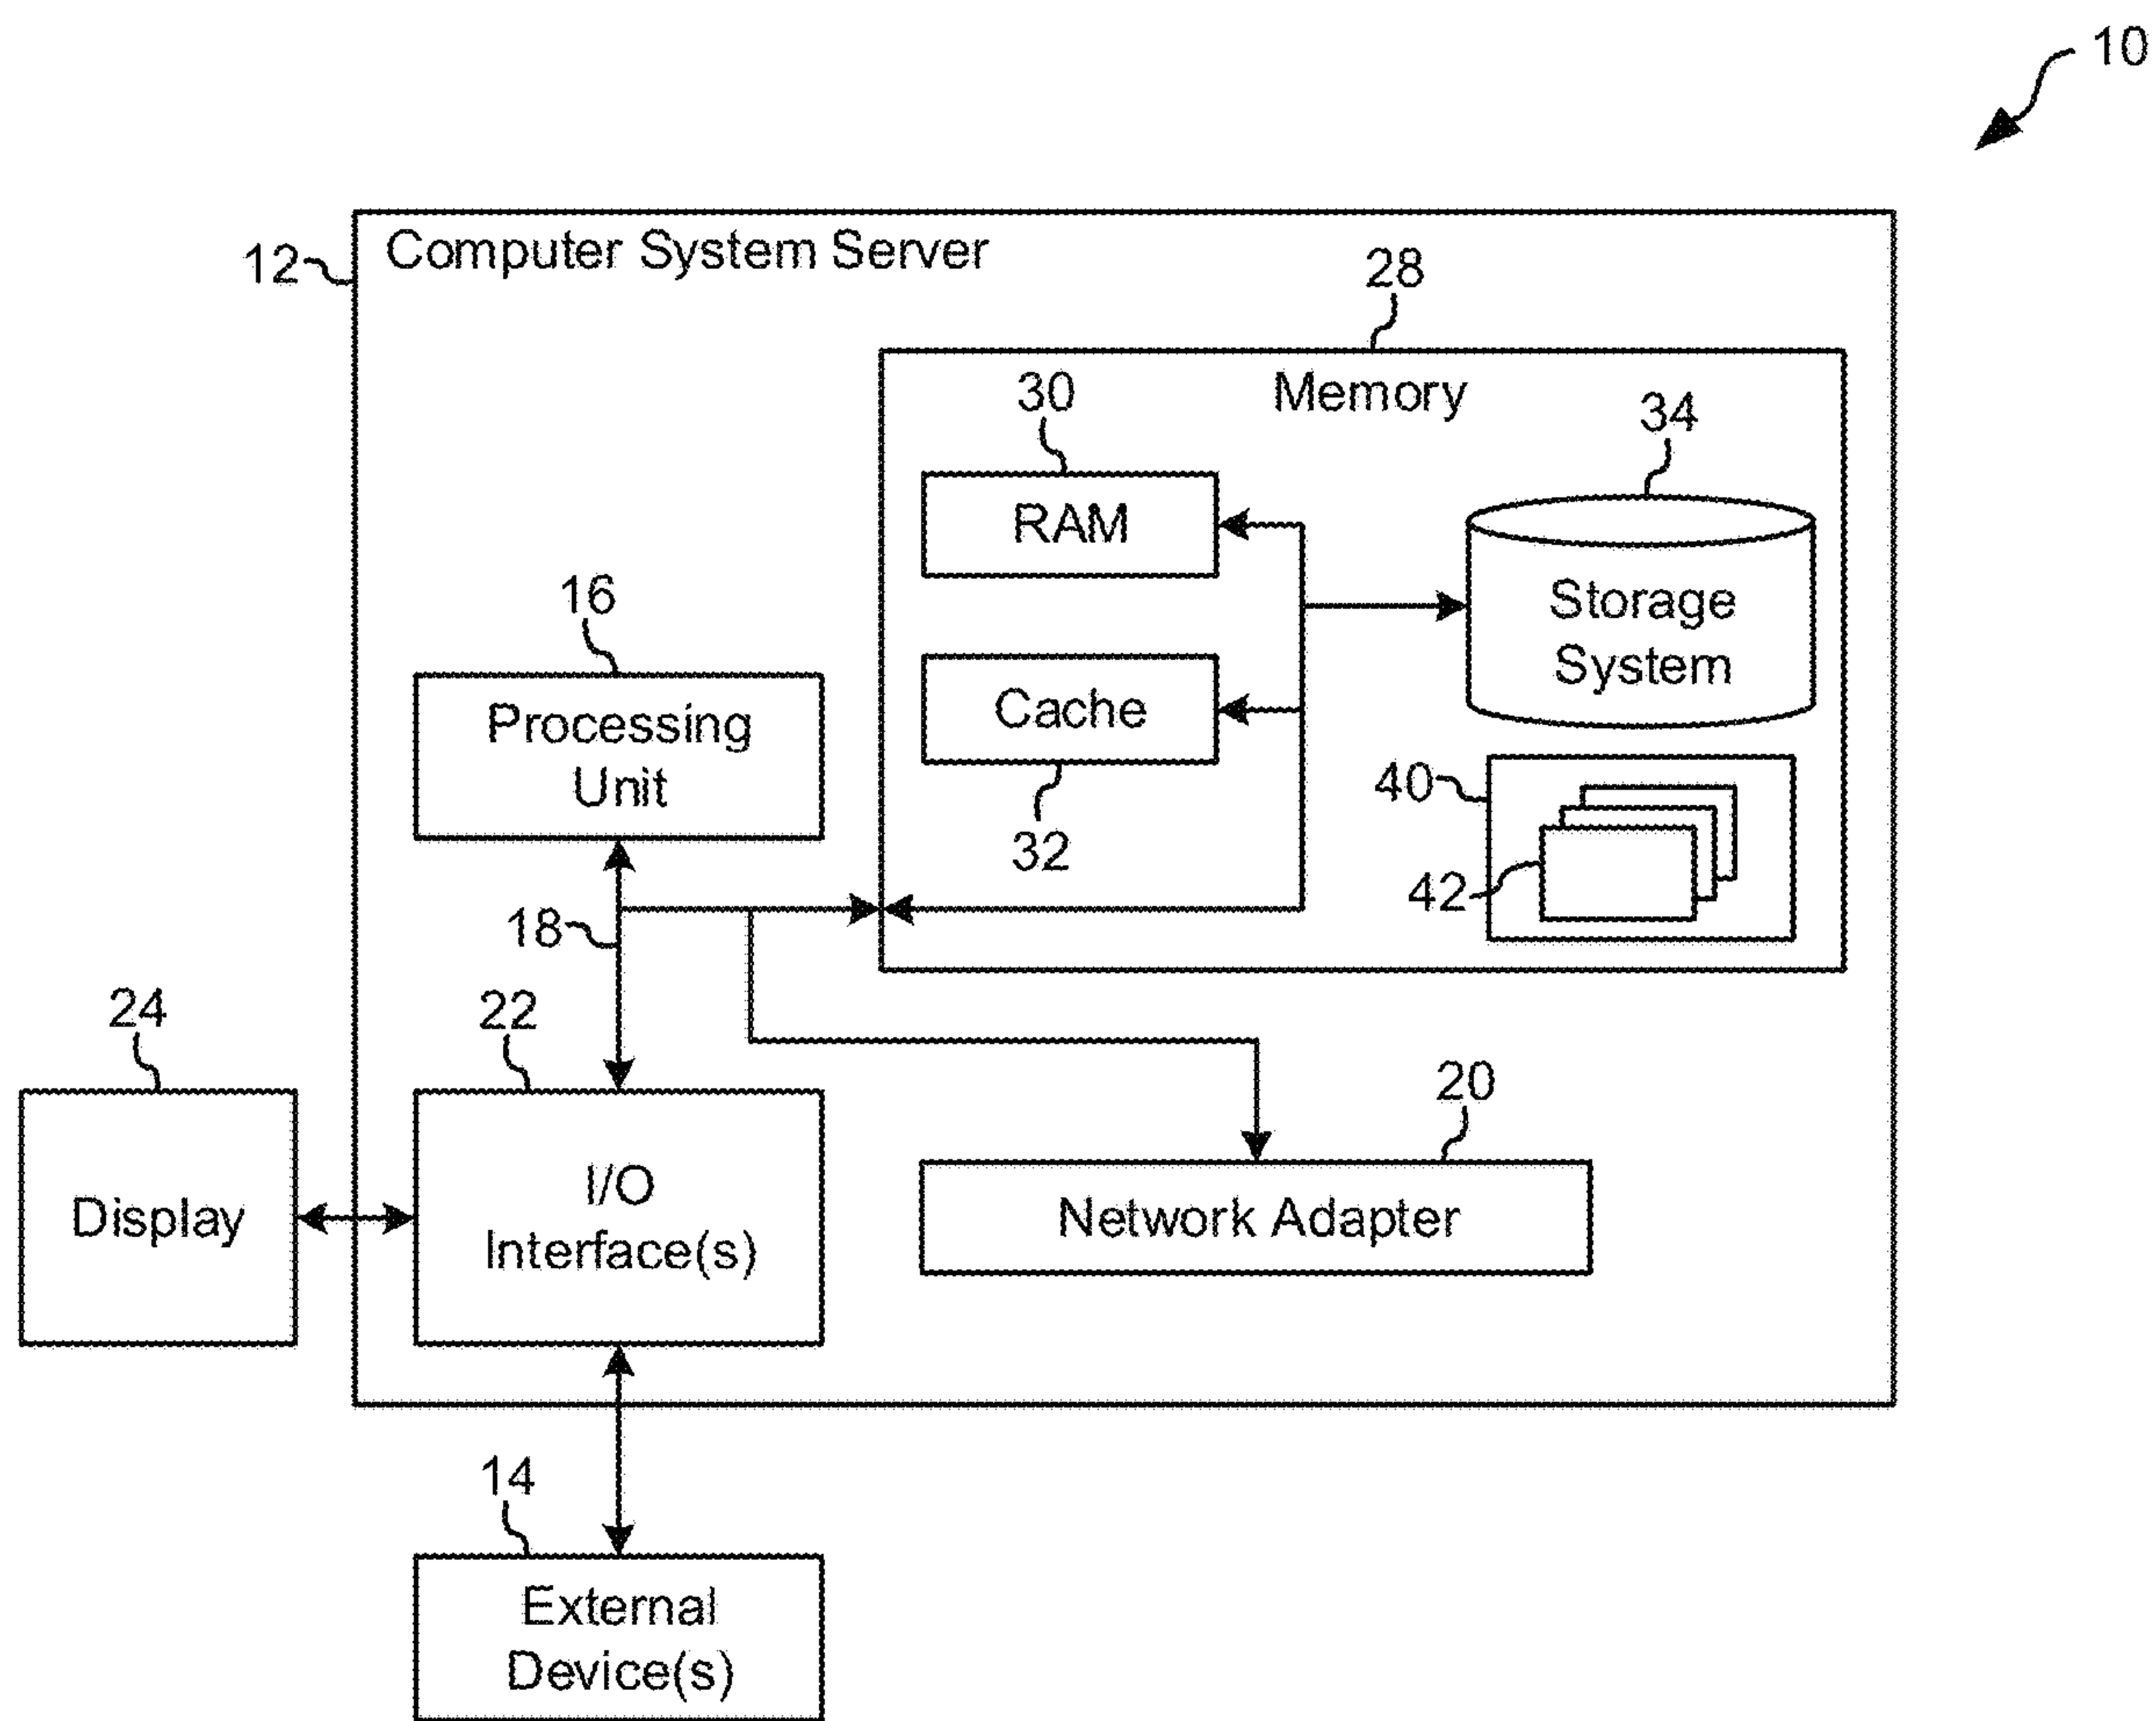 10
12
Computer System Server
28
Memory
30
RAM
34
Storage
System
16
Processing
Unit
Cache
32
40
42
18
24
Display
22
I/O
Interface(s)
20
Network Adapter
14
External
Device(s)